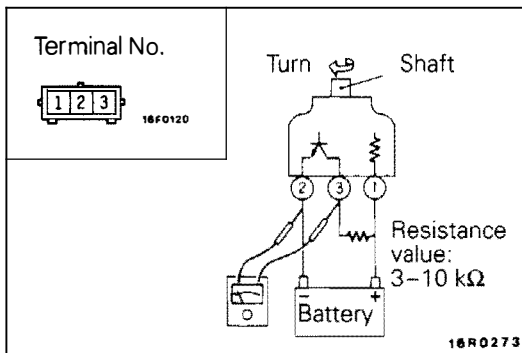 Terminal No.
1 2 3
16F0120
Turn
Shaft
2 3 1
Resistance
value:
3–10 kΩ
− +
Battery
16R0273